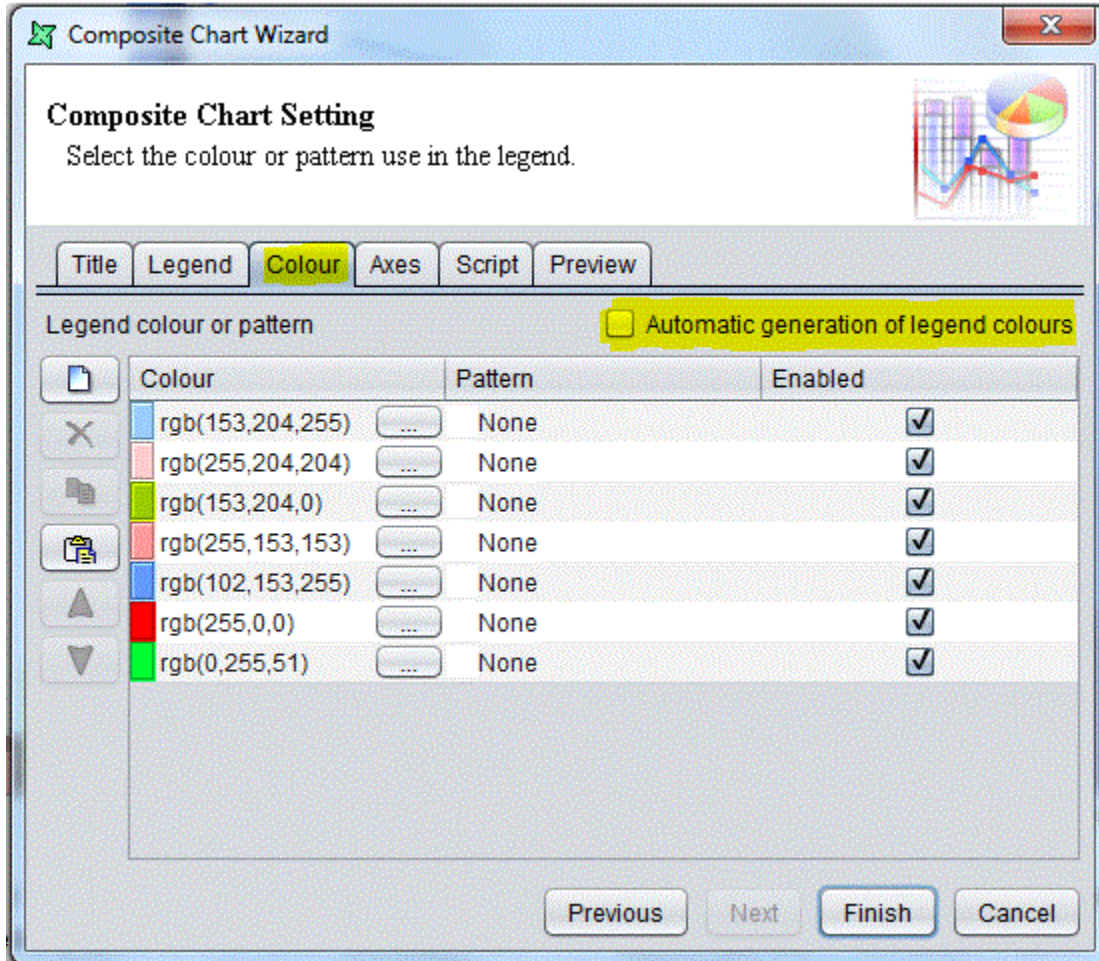 Composite Chart Wizard
Composite Chart Setting
Select the colour or pattern use in the legend.
Title Legend Colour Axes Script Preview
Legend colour or pattern Automatic generation of legend colours
Colour Pattern Enabled
rgb(153,204,255) ... None
rgb(255,204,204) ... None
rgb(153,204,0) ... None
rgb(255,153,153) ... None
rgb(102,153,255) ... None
rgb(255,0,0) ... None
rgb(0,255,51) ... None
Previous Next Finish Cancel